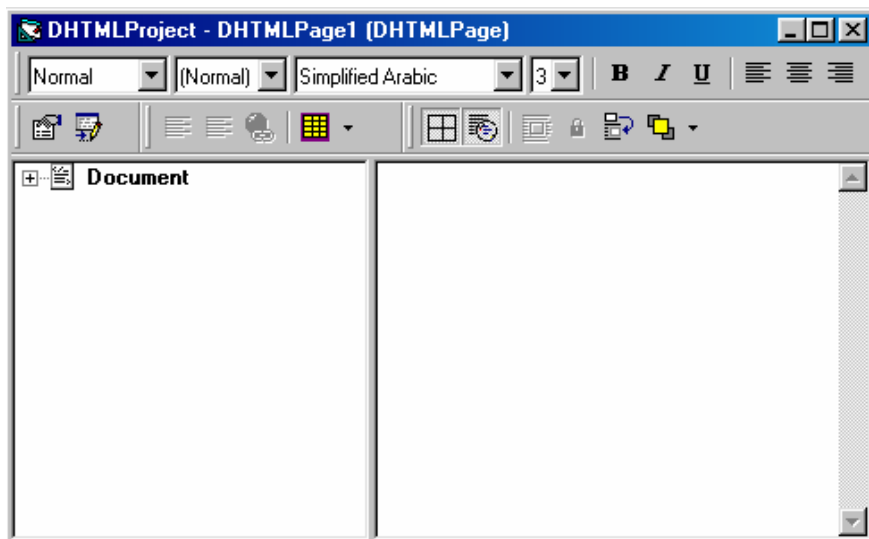 DHTMLProject - DHTMLPage1 (DHTMLPage)
Normal (Normal) Simplified Arabic 3 B I U
Document